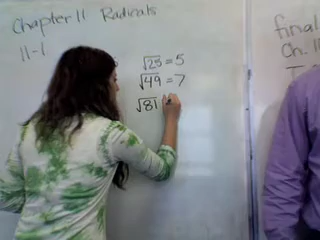 Chapter 11 Radicals
11-1
√25 = 5
√49 = 7
√81
final
Ch. 11